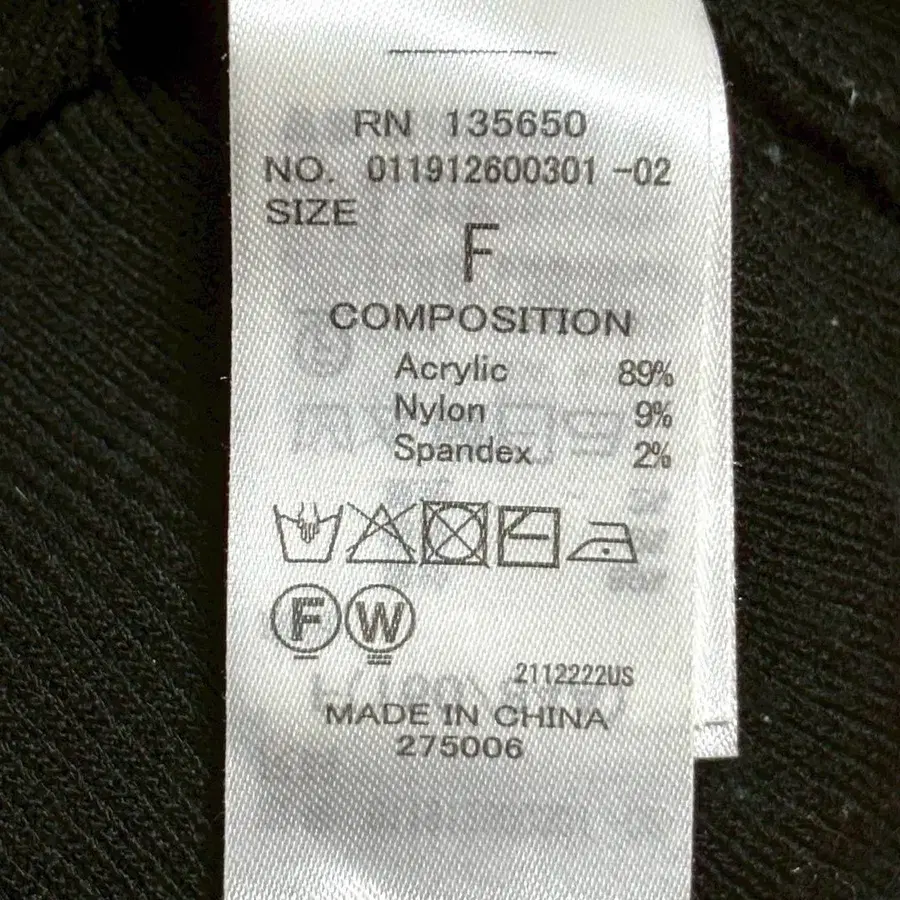 RN 135650
NO. 011912600301 -02
SIZE
F
COMPOSITION
Acrylic 89%
Nylon 9%
Spandex 2%
F W
2112222US
MADE IN CHINA
275006